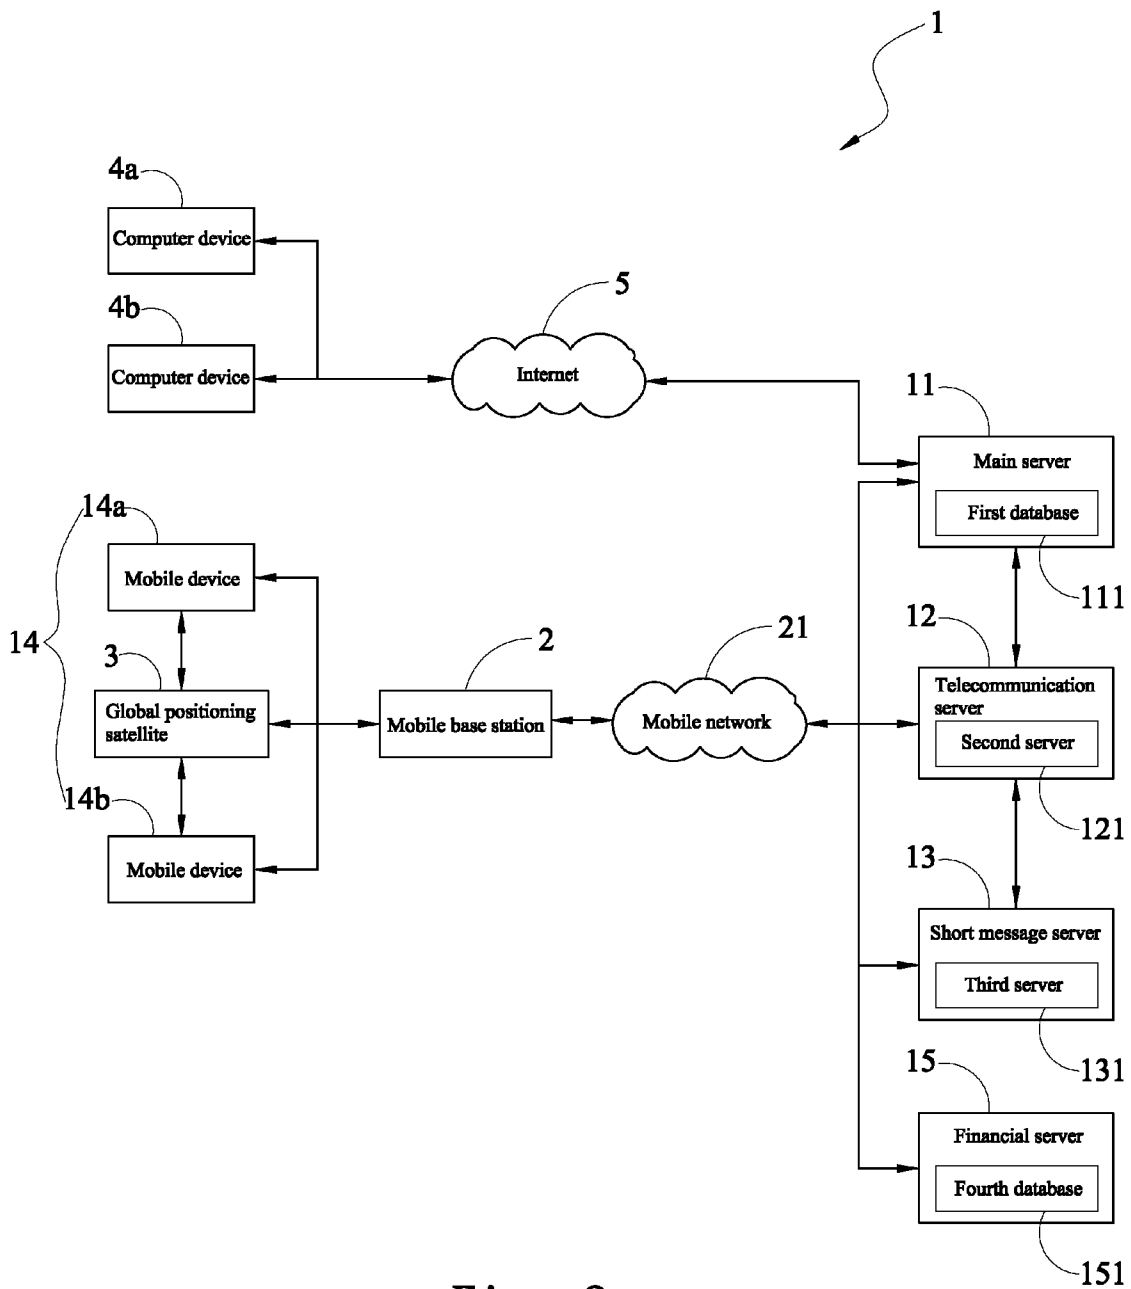 1
4a
Computer device
4b
Computer device
5
Internet
11
Main server
First database
111
14a
Mobile device
14
3
Global positioning
satellite
2
Mobile base station
21
Mobile network
12
Telecommunication
server
Second server
121
14b
Mobile device
13
Short message server
Third server
131
15
Financial server
Fourth database
151